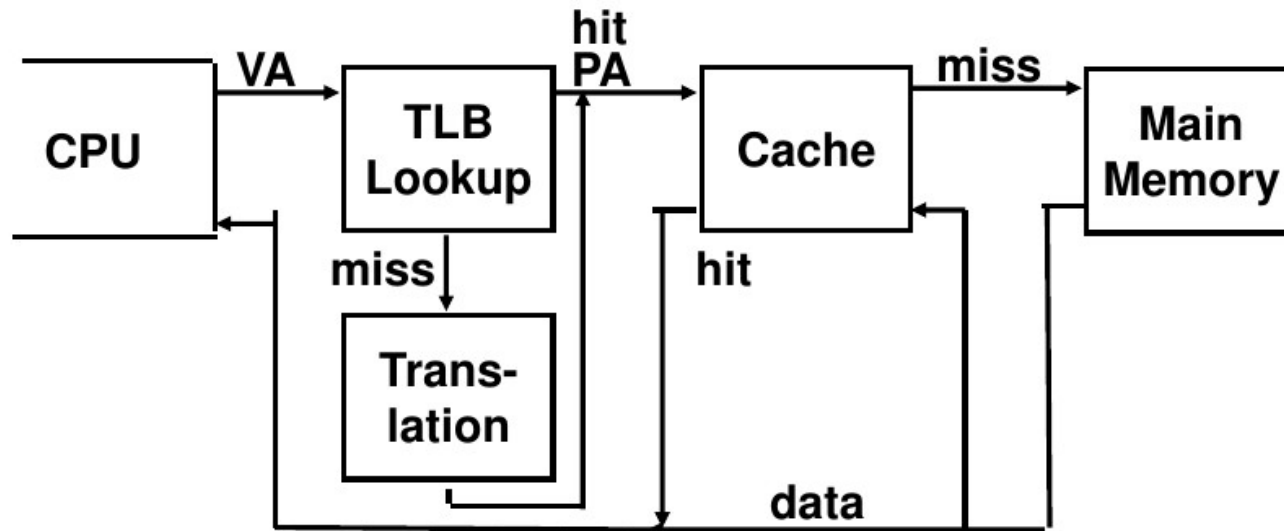 hit
VA
PA
miss
CPU
TLB
Lookup
Cache
Main
Memory
miss
hit
Trans-
lation
data